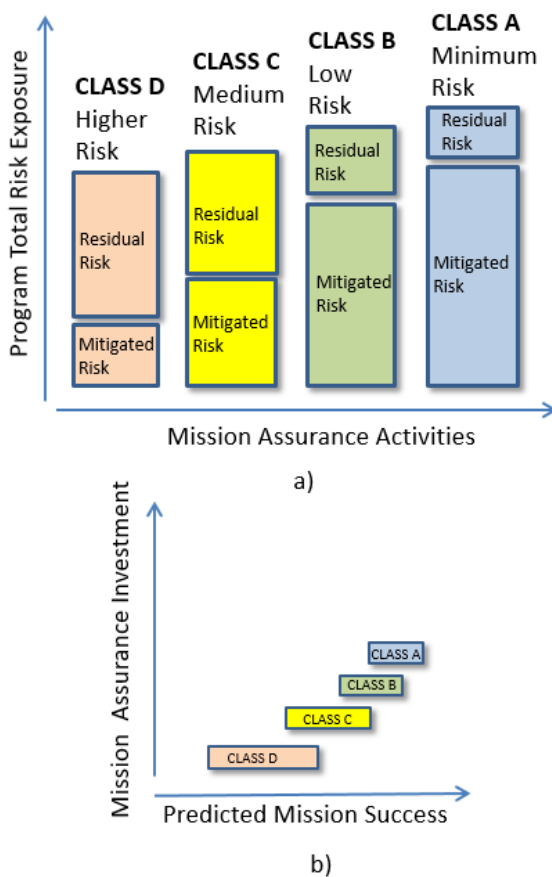 Program Total Risk Exposure
CLASS D
Higher
Risk
Residual
Risk
Mitigated
Risk
CLASS C
Medium
Risk
Residual
Risk
Mitigated
Risk
CLASS B
Low
Risk
Residual
Risk
Mitigated
Risk
CLASS A
Minimum
Risk
Residual
Risk
Mitigated
Risk
Mission Assurance Activities
a)
Mission Assurance Investment
CLASS A
CLASS B
CLASS C
CLASS D
Predicted Mission Success
b)